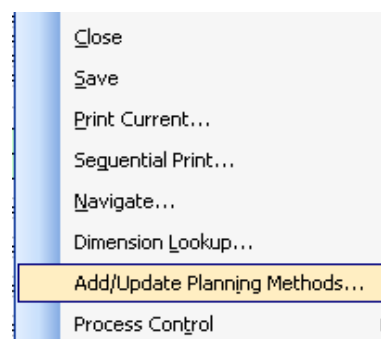 Close
Save
Print Current...
Sequential Print...
Navigate...
Dimension Lookup...
Add/Update Planning Methods...
Process Control